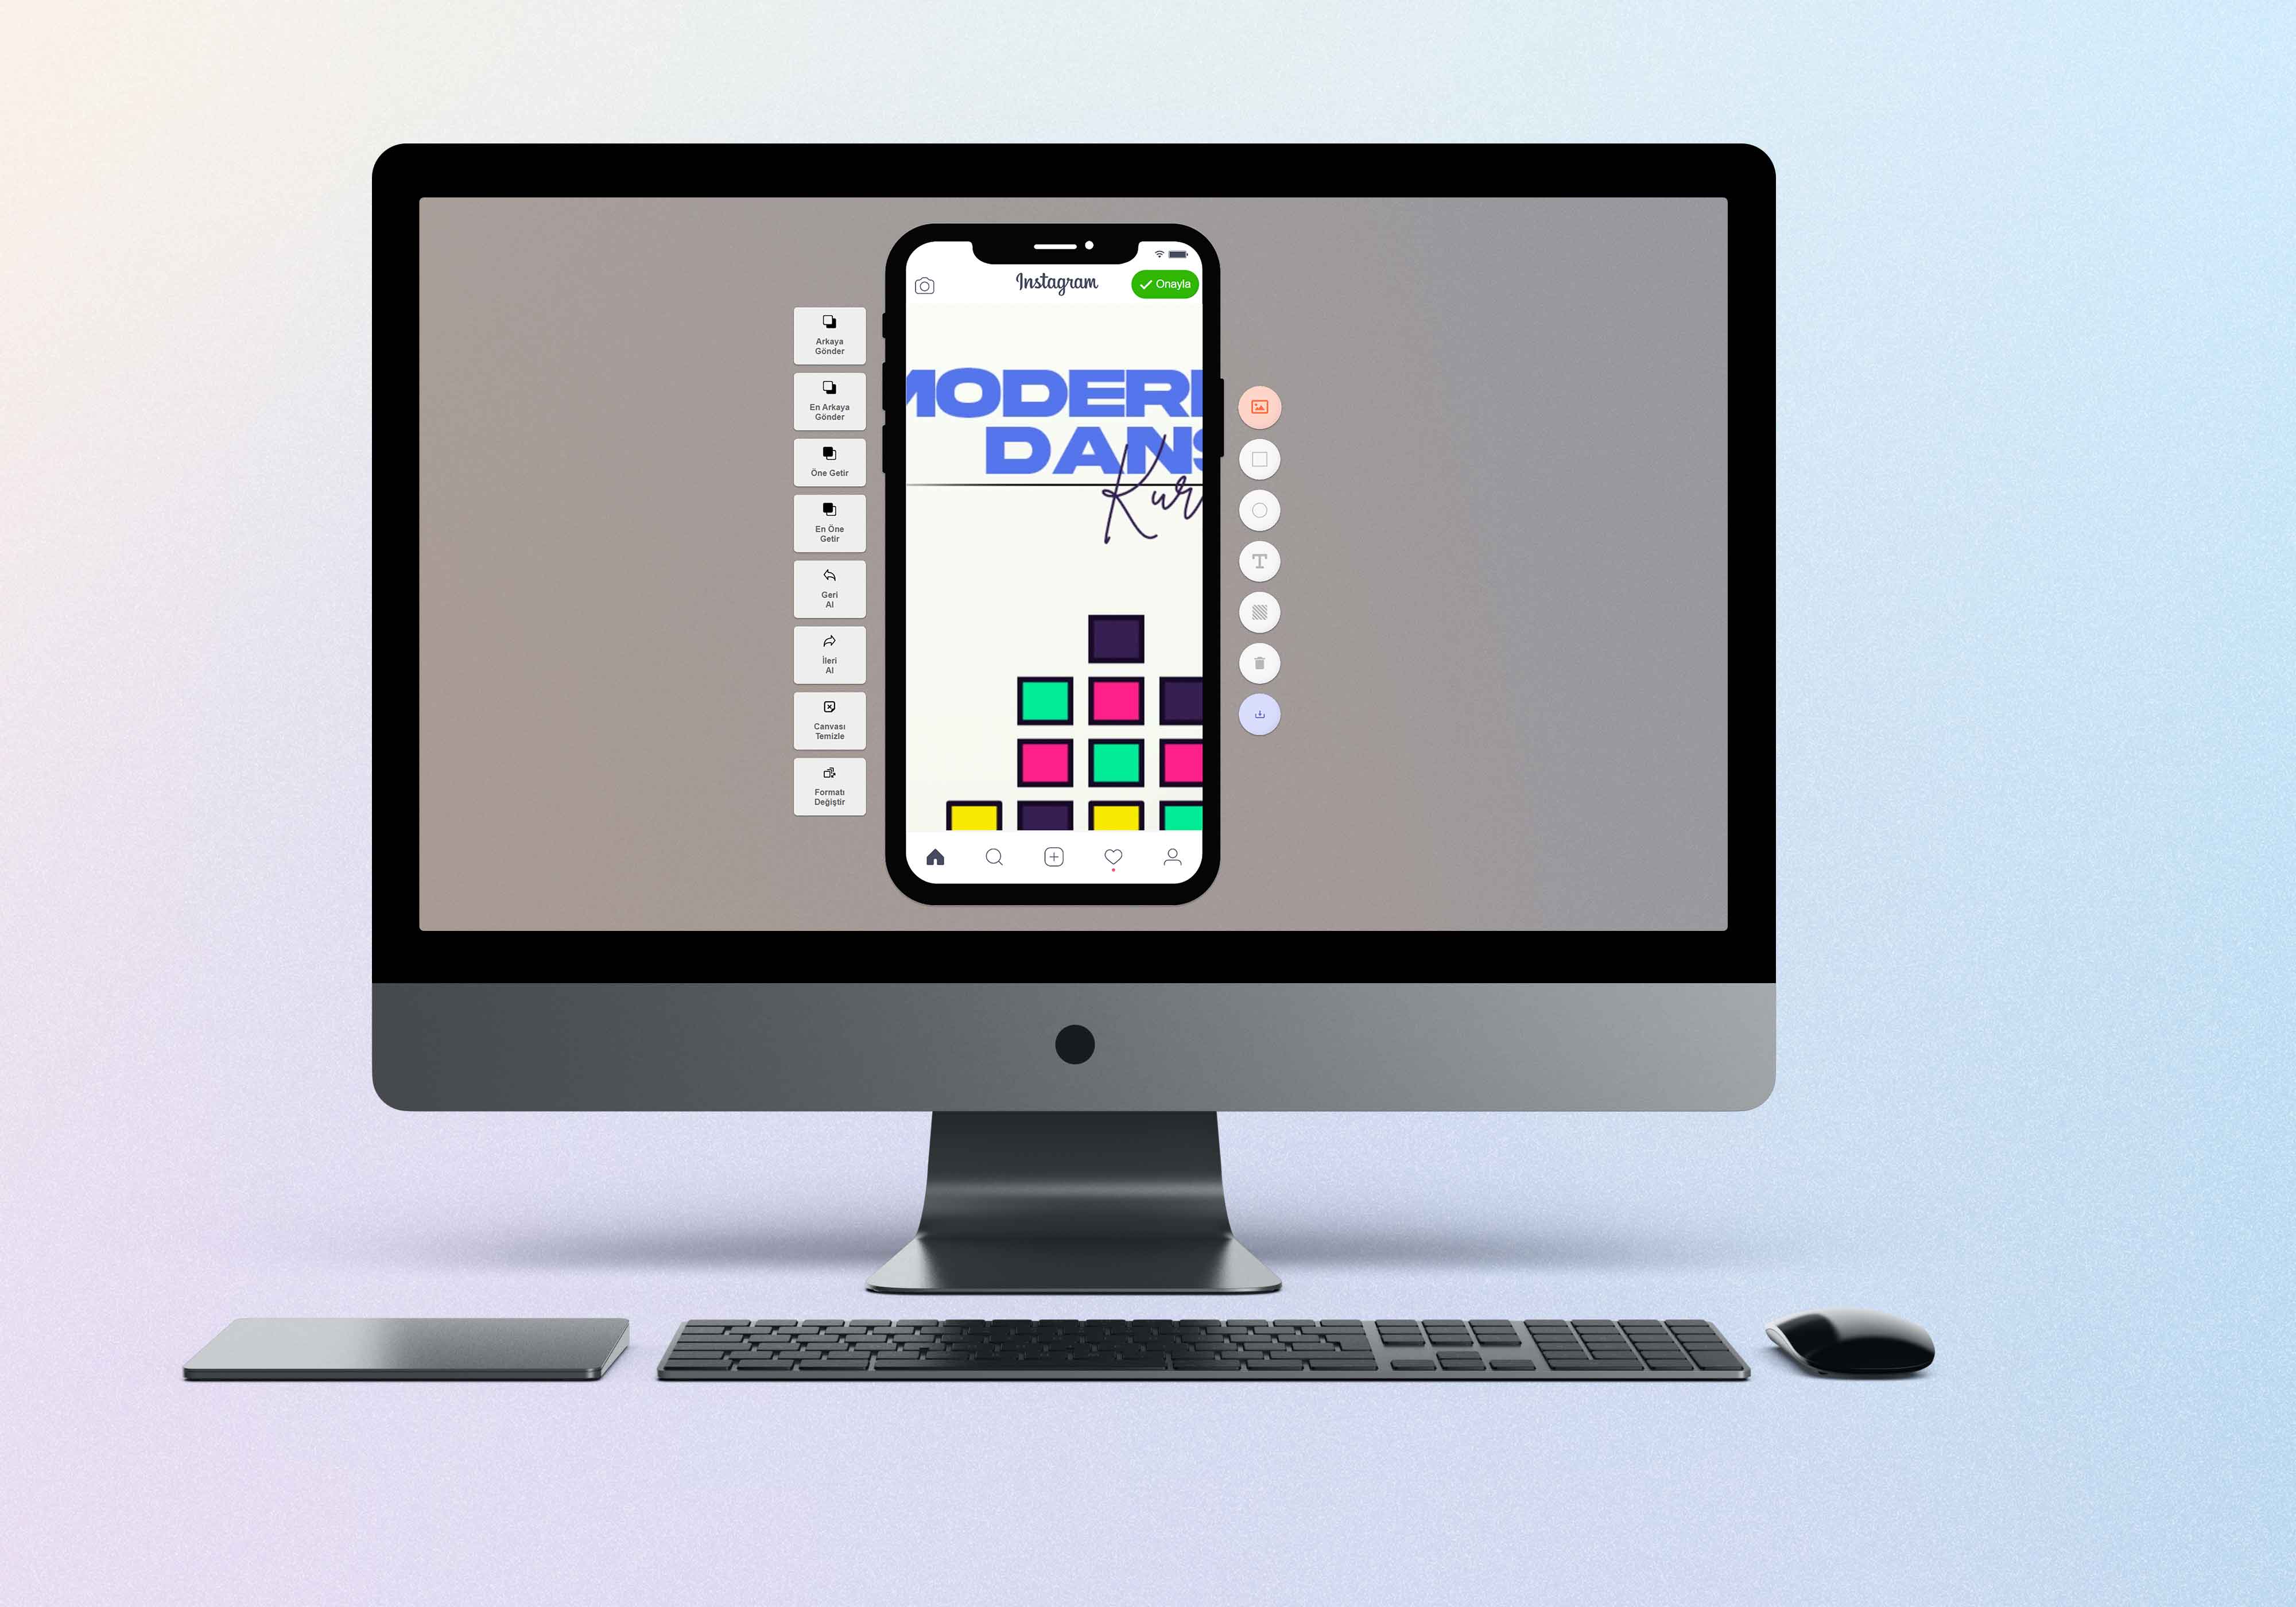 Instagram
Onayla
Arkaya
Gönder
En Arkaya
Gönder
Öne Getir
En Öne
Getir
Geri
Al
İleri
Al
Canvası
Temizle
Formatı
Değiştir
MODERN
DANS
Kur